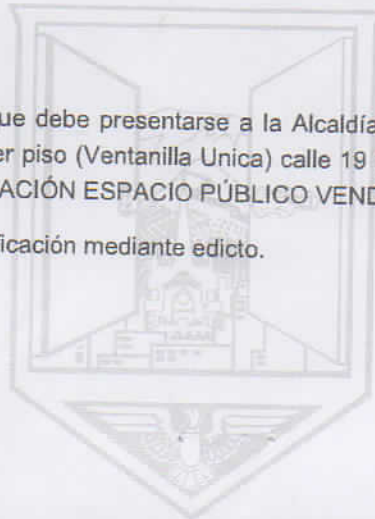 ue debe presentarse a la Alcaldía
er piso (Ventanilla Unica) calle 19
ACIÓN ESPACIO PÚBLICO VEND
ficación mediante edicto.